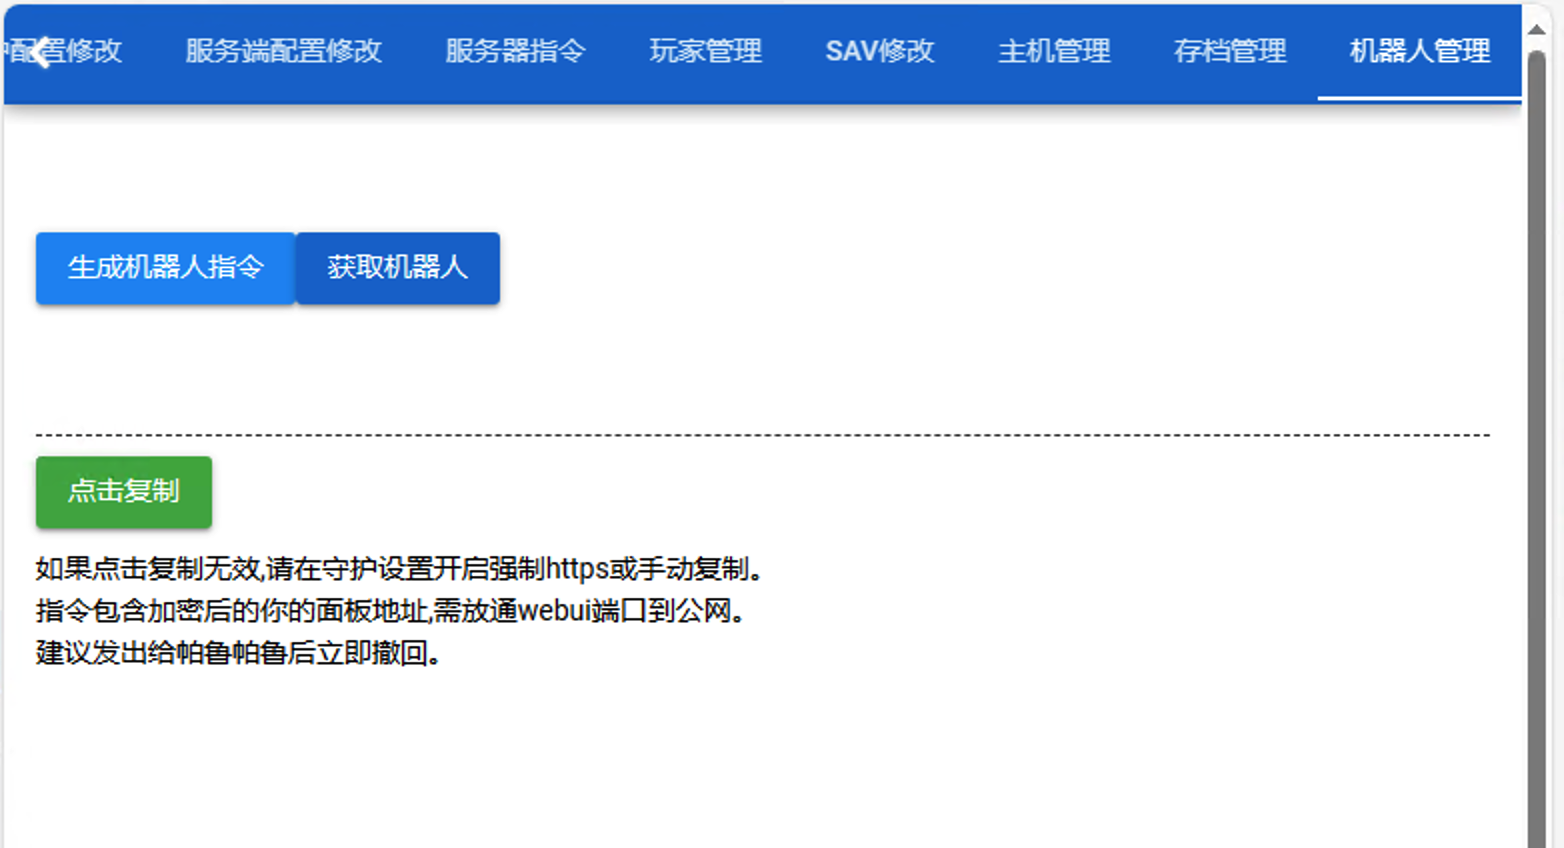 配置修改 服务端配置修改 服务器指令 玩家管理 SAV修改 主机管理 存档管理 机器人管理
生成机器人指令 获取机器人
点击复制
如果点击复制无效,请在守护设置开启强制https或手动复制。
指令包含加密后的你的面板地址,需放通webui端口到公网。
建议发出给帕鲁帕鲁后立即撤回。